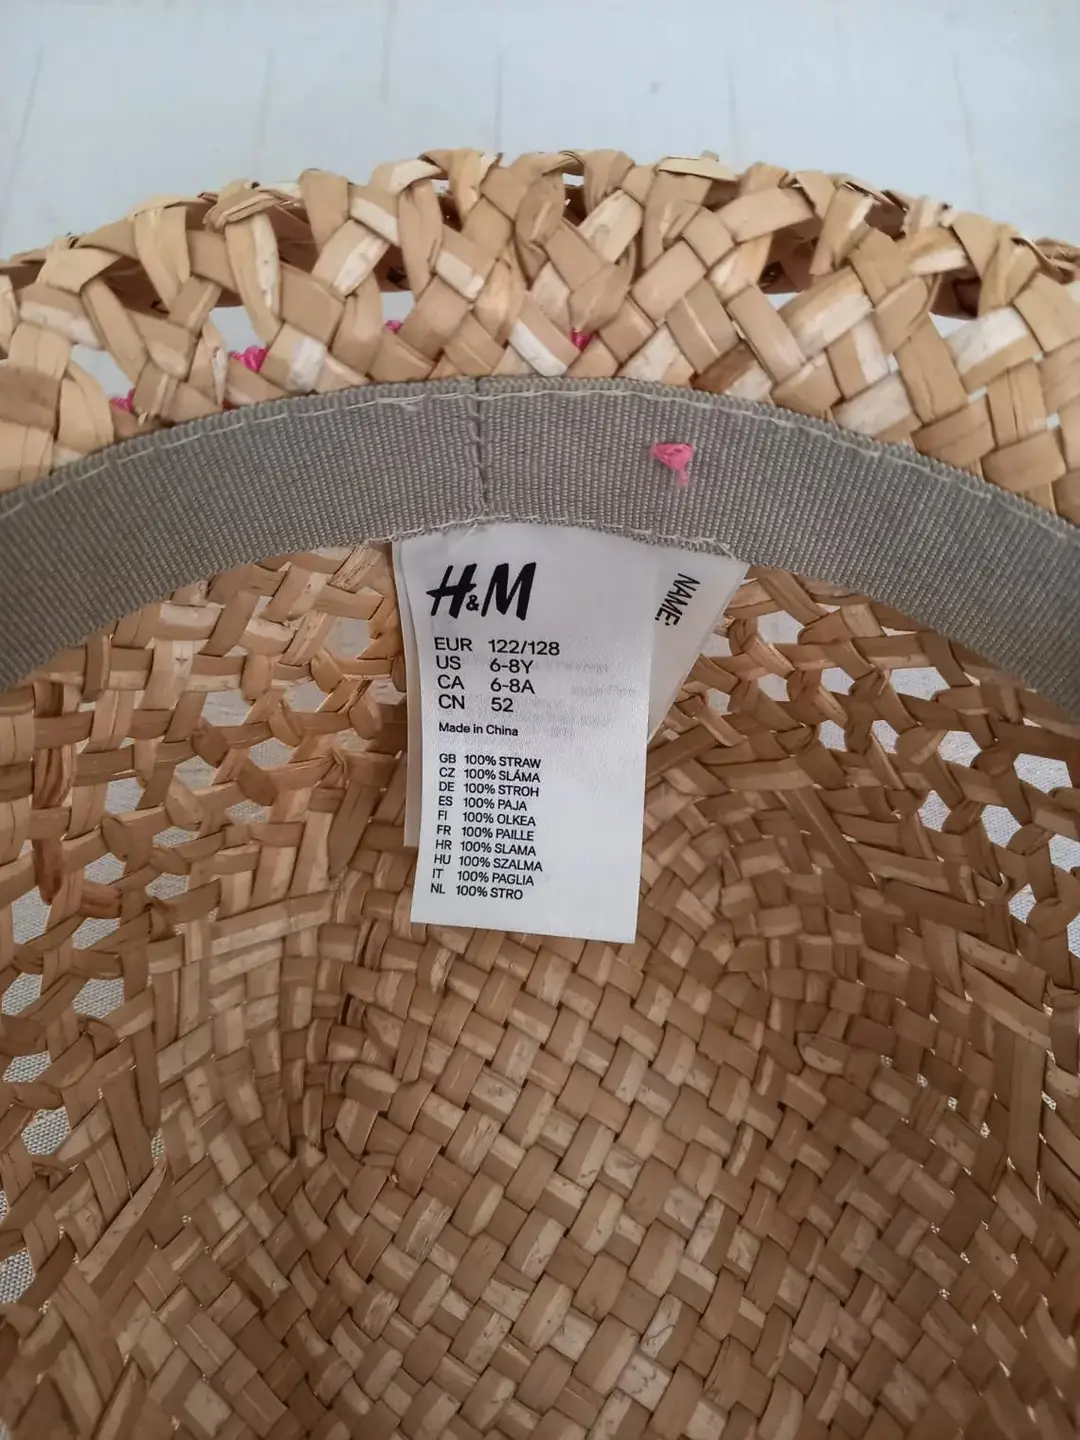 H&M
EUR 122/128
US 6-8Y
CA 6-8A
CN 52
Made in China
GB 100% STRAW
CZ 100% SLÁMA
DE 100% STROH
ES 100% PAJA
FI 100% OLKEA
FR 100% PAILLE
HR 100% SLAMA
HU 100% SZALMA
IT 100% PAGLIA
NL 100% STRO
NAME: